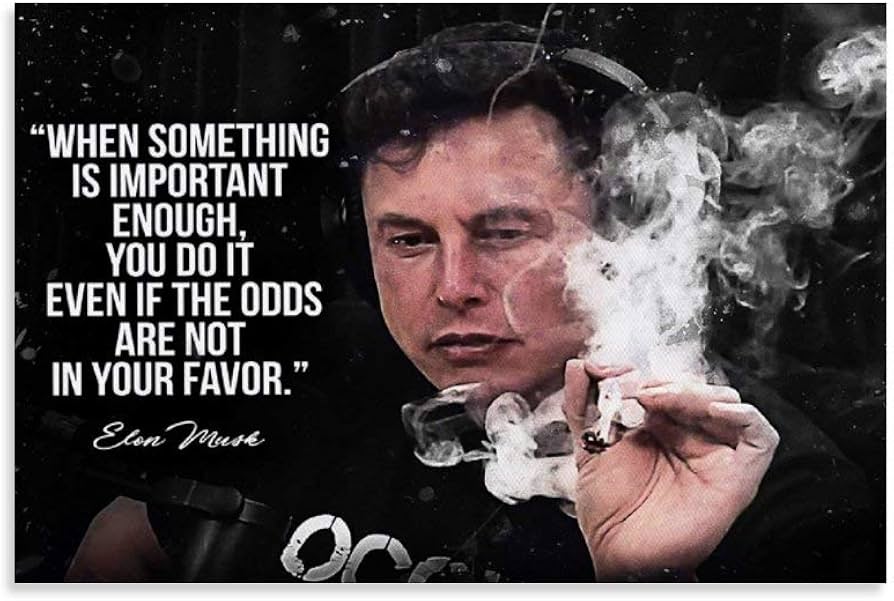 “WHEN SOMETHING
IS IMPORTANT
ENOUGH,
YOU DO IT
EVEN IF THE ODDS
ARE NOT
IN YOUR FAVOR.”
Elon Musk